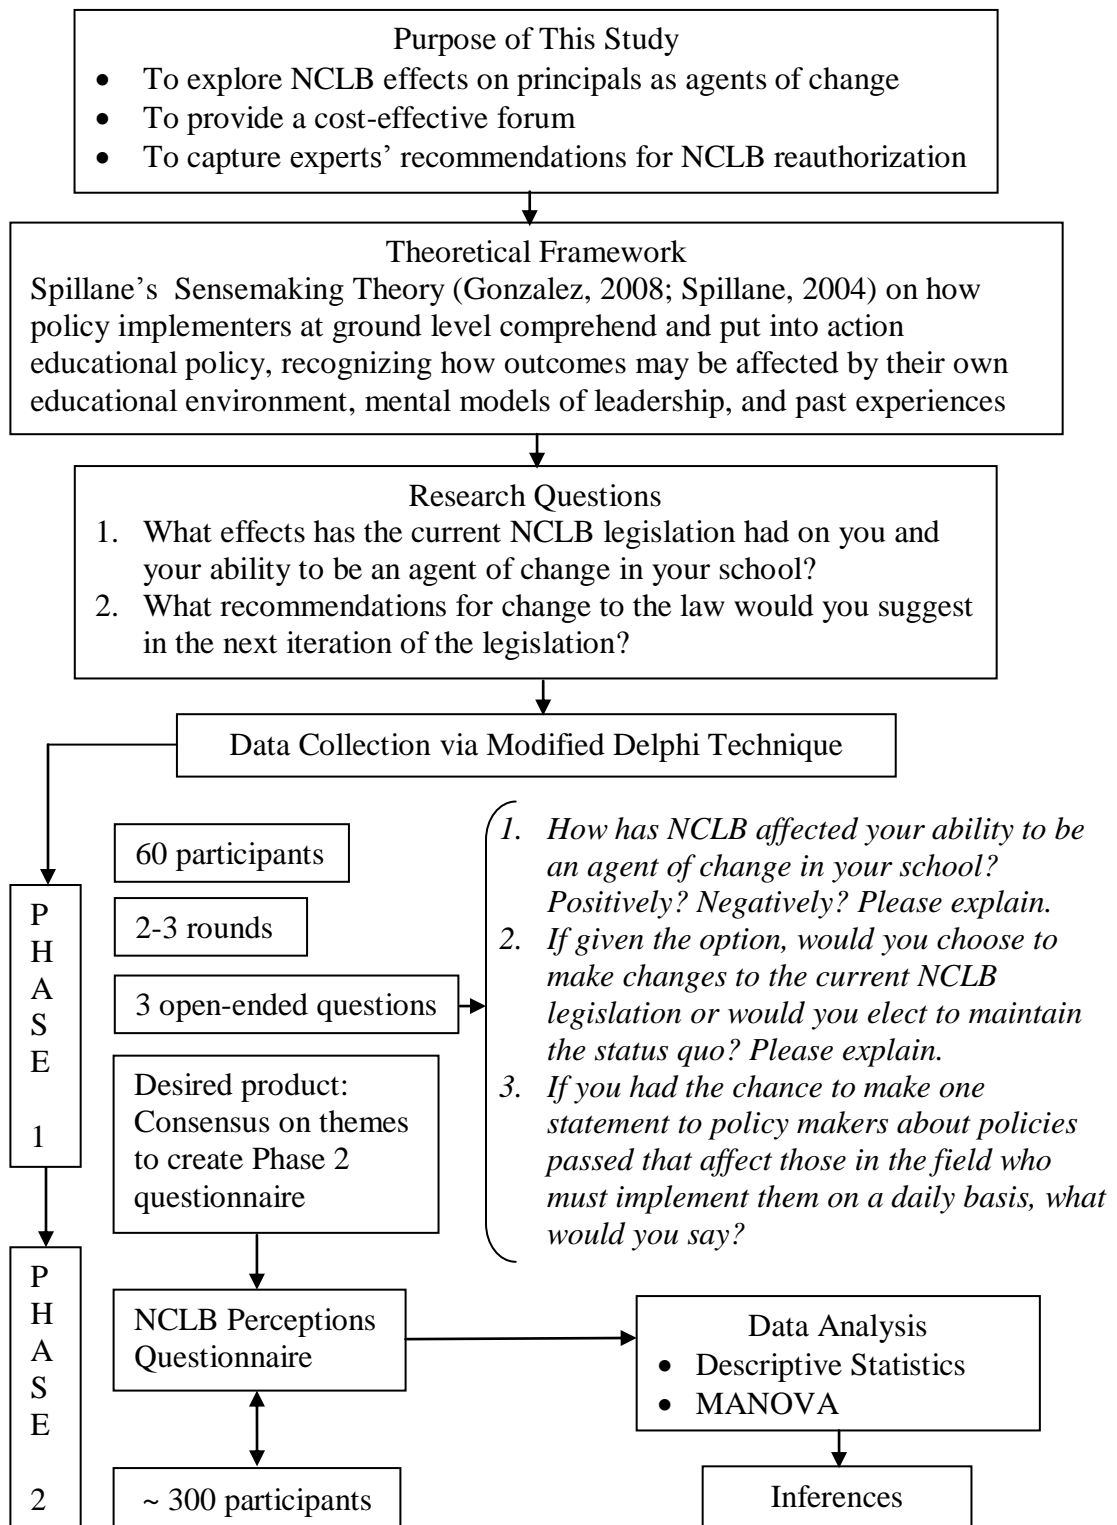 Purpose of This Study
• To explore NCLB effects on principals as agents of change
• To provide a cost-effective forum
• To capture experts’ recommendations for NCLB reauthorization
Theoretical Framework
Spillane’s Sensemaking Theory (Gonzalez, 2008; Spillane, 2004) on how
policy implementers at ground level comprehend and put into action
educational policy, recognizing how outcomes may be affected by their own
educational environment, mental models of leadership, and past experiences
Research Questions
1. What effects has the current NCLB legislation had on you and
your ability to be an agent of change in your school?
2. What recommendations for change to the law would you suggest
in the next iteration of the legislation?
Data Collection via Modified Delphi Technique
P
H
A
S
E
1
60 participants
2-3 rounds
3 open-ended questions
Desired product:
Consensus on themes
to create Phase 2
questionnaire
1. How has NCLB affected your ability to be
an agent of change in your school?
Positively? Negatively? Please explain.
2. If given the option, would you choose to
make changes to the current NCLB
legislation or would you elect to maintain
the status quo? Please explain.
3. If you had the chance to make one
statement to policy makers about policies
passed that affect those in the field who
must implement them on a daily basis, what
would you say?
P
H
A
S
E
2
NCLB Perceptions
Questionnaire
~ 300 participants
Data Analysis
• Descriptive Statistics
• MANOVA
Inferences